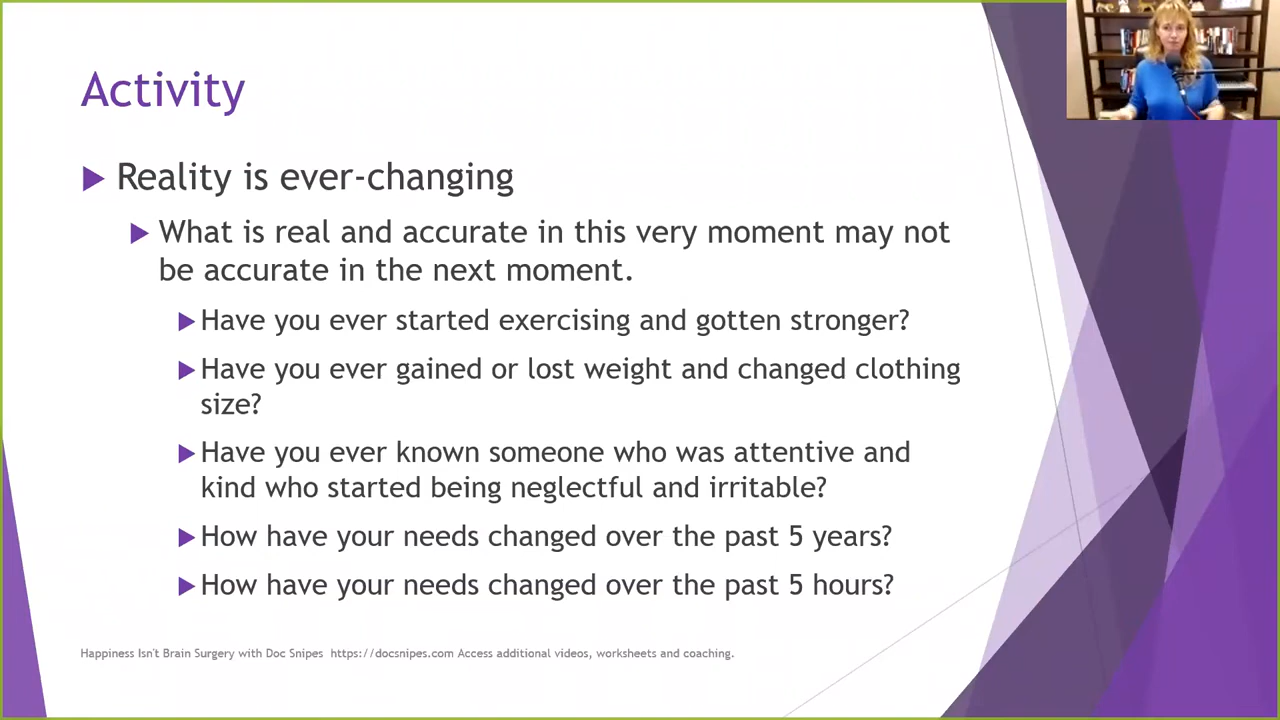 Activity
Reality is ever-changing
What is real and accurate in this very moment may not
be accurate in the next moment.
Have you ever started exercising and gotten stronger?
Have you ever gained or lost weight and changed clothing
size?
Have you ever known someone who was attentive and
kind who started being neglectful and irritable?
How have your needs changed over the past 5 years?
How have your needs changed over the past 5 hours?
Happiness Isn't Brain Surgery with Doc Snipes https://docsnipes.com Access additional videos, worksheets and coaching.